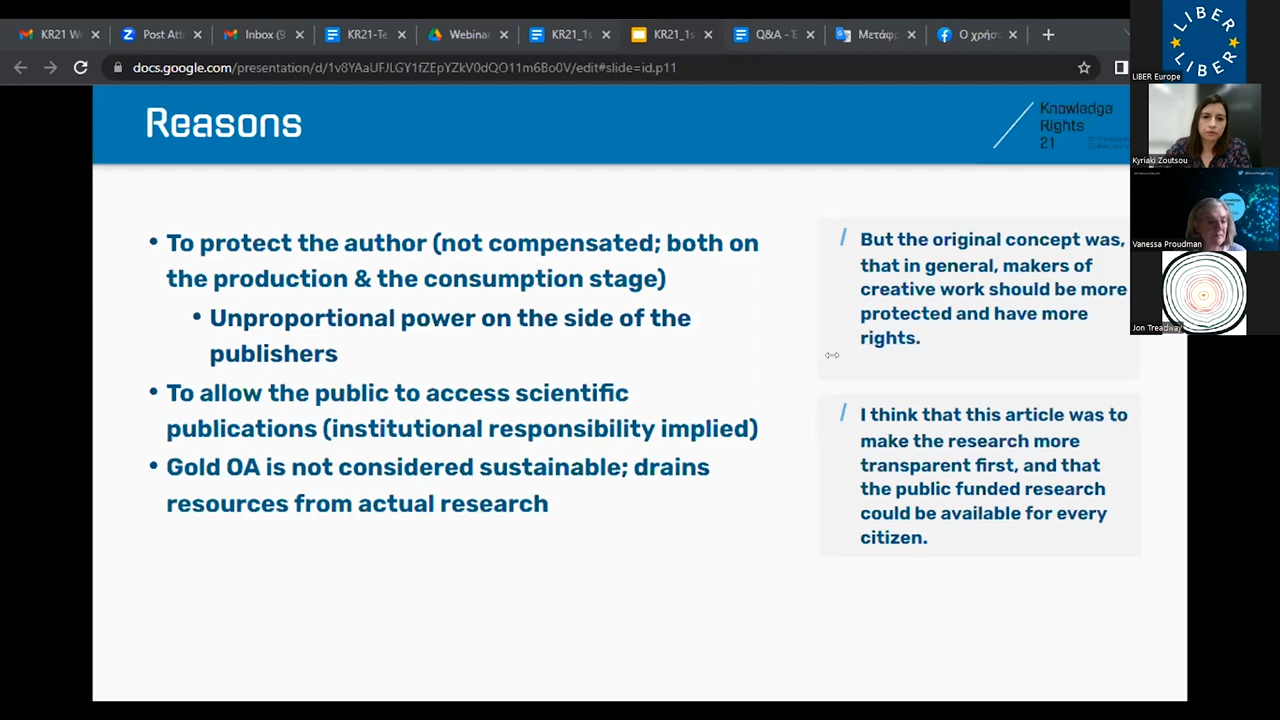 KR21 W
Post Att
Inbox (9
KR21-Te
Webinar
KR21_1s
KR21_1s
Q&A - E
Μετάφρ
Ο χρήσ
docs.google.com/presentation/d/1v8YAaUFJLGY1fZEpYZkV0dQO11m6Bo0V/edit#slide=id.p11
LIBER
LIBER
LIBER Europe
Kyriaki Zoutsou
Vanessa Proudman
Jon Treadway
Reasons
Knowledge
Rights
21
• To protect the author (not compensated; both on
the production & the consumption stage)
• Unproportional power on the side of the
publishers
• To allow the public to access scientific
publications (institutional responsibility implied)
• Gold OA is not considered sustainable; drains
resources from actual research
/ But the original concept was,
that in general, makers of
creative work should be more
protected and have more
rights.
/ I think that this article was to
make the research more
transparent first, and that
the public funded research
could be available for every
citizen.